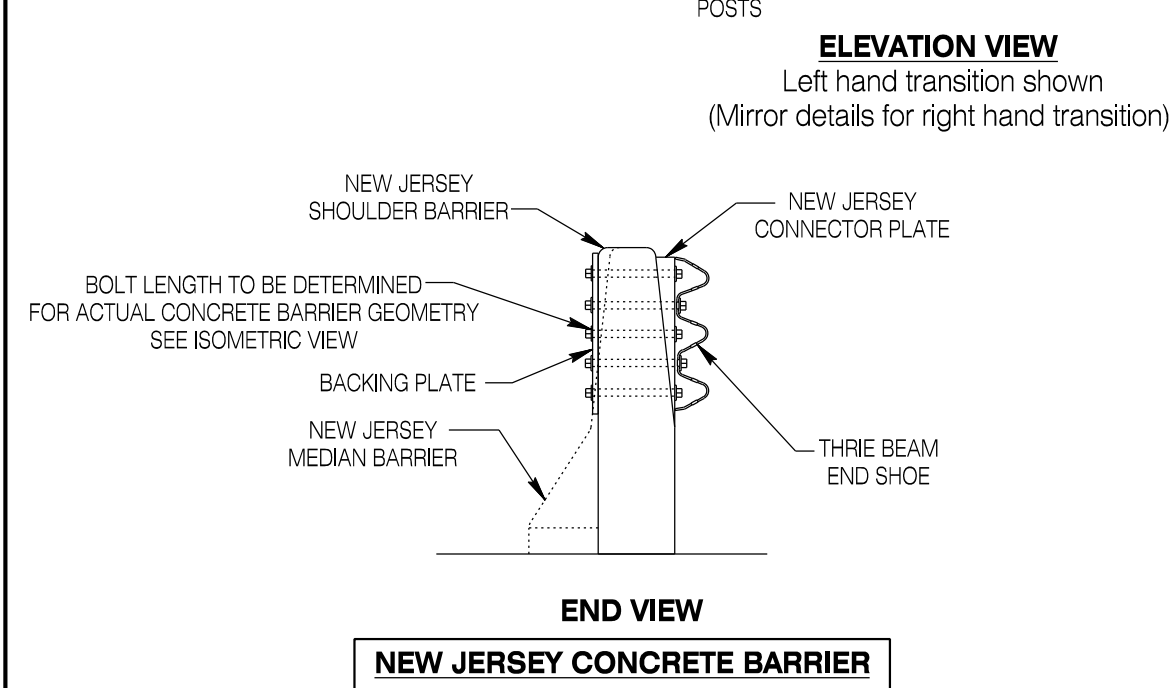 POSTS
ELEVATION VIEW
Left hand transition shown
(Mirror details for right hand transition)
NEW JERSEY
SHOULDER BARRIER
NEW JERSEY
CONNECTOR PLATE
BOLT LENGTH TO BE DETERMINED
FOR ACTUAL CONCRETE BARRIER GEOMETRY
SEE ISOMETRIC VIEW
BACKING PLATE
NEW JERSEY
MEDIAN BARRIER
THRIE BEAM
END SHOE
END VIEW
NEW JERSEY CONCRETE BARRIER